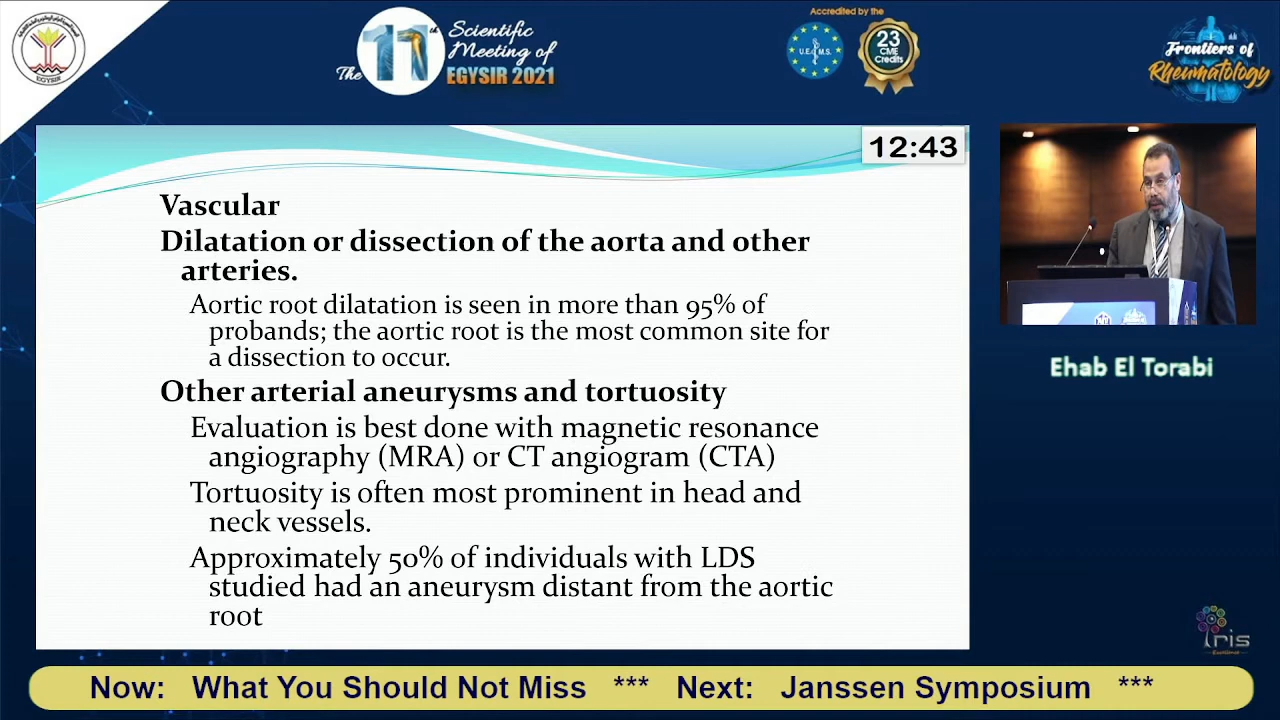 EGYSIR
The 11th
Scientific
Meeting of
EGYSIR 2021
Accredited by the
U.E.M.S.
23
CME
Credits
Frontiers of
Rheumatology
12:43
Vascular
Dilatation or dissection of the aorta and other
arteries.
Aortic root dilatation is seen in more than 95% of
probands; the aortic root is the most common site for
a dissection to occur.
Other arterial aneurysms and tortuosity
Evaluation is best done with magnetic resonance
angiography (MRA) or CT angiogram (CTA)
Tortuosity is often most prominent in head and
neck vessels.
Approximately 50% of individuals with LDS
studied had an aneurysm distant from the aortic
root
Ehab El Torabi
Iris
Now: What You Should Not Miss *** Next: Janssen Symposium ***